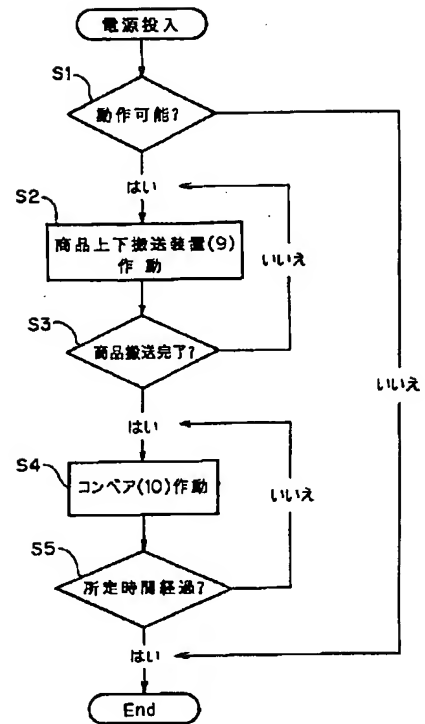 電源投入
S1
動作可能?
はい
S2
商品上下搬送装置(9)
作動
いいえ
S3
商品搬送完了?
いいえ
はい
S4
コンベア(10)作動
いいえ
S5
所定時間経過?
はい
End